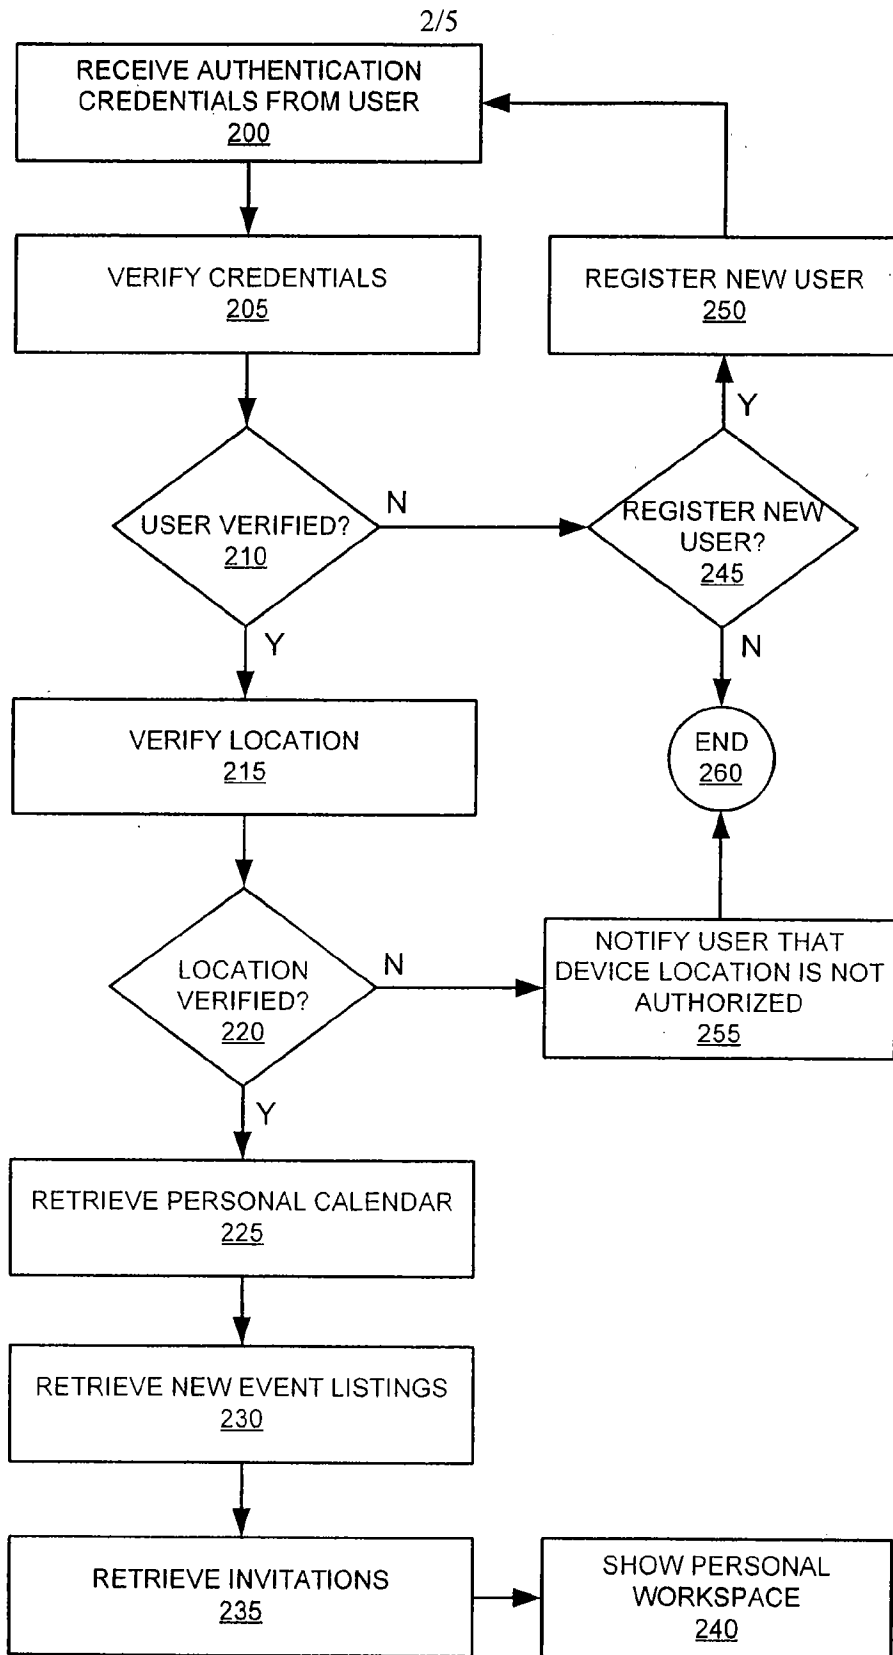 2/5
RECEIVE AUTHENTICATION
CREDENTIALS FROM USER
200
VERIFY CREDENTIALS
205
REGISTER NEW USER
250
Y
USER VERIFIED?
210
N
REGISTER NEW
USER?
245
Y
N
VERIFY LOCATION
215
END
260
LOCATION
VERIFIED?
220
N
NOTIFY USER THAT
DEVICE LOCATION IS NOT
AUTHORIZED
255
Y
RETRIEVE PERSONAL CALENDAR
225
RETRIEVE NEW EVENT LISTINGS
230
RETRIEVE INVITATIONS
235
SHOW PERSONAL
WORKSPACE
240